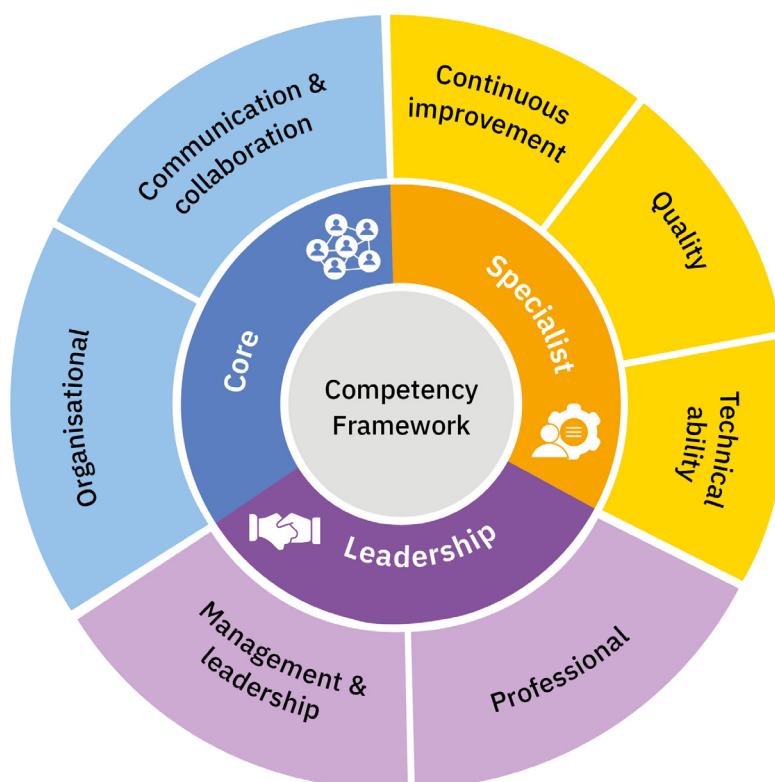 Competency
Framework
Core
Specialist
Leadership
Communication &
collaboration
Organisational
Continuous
improvement
Quality
Technical
ability
Professional
Management &
leadership